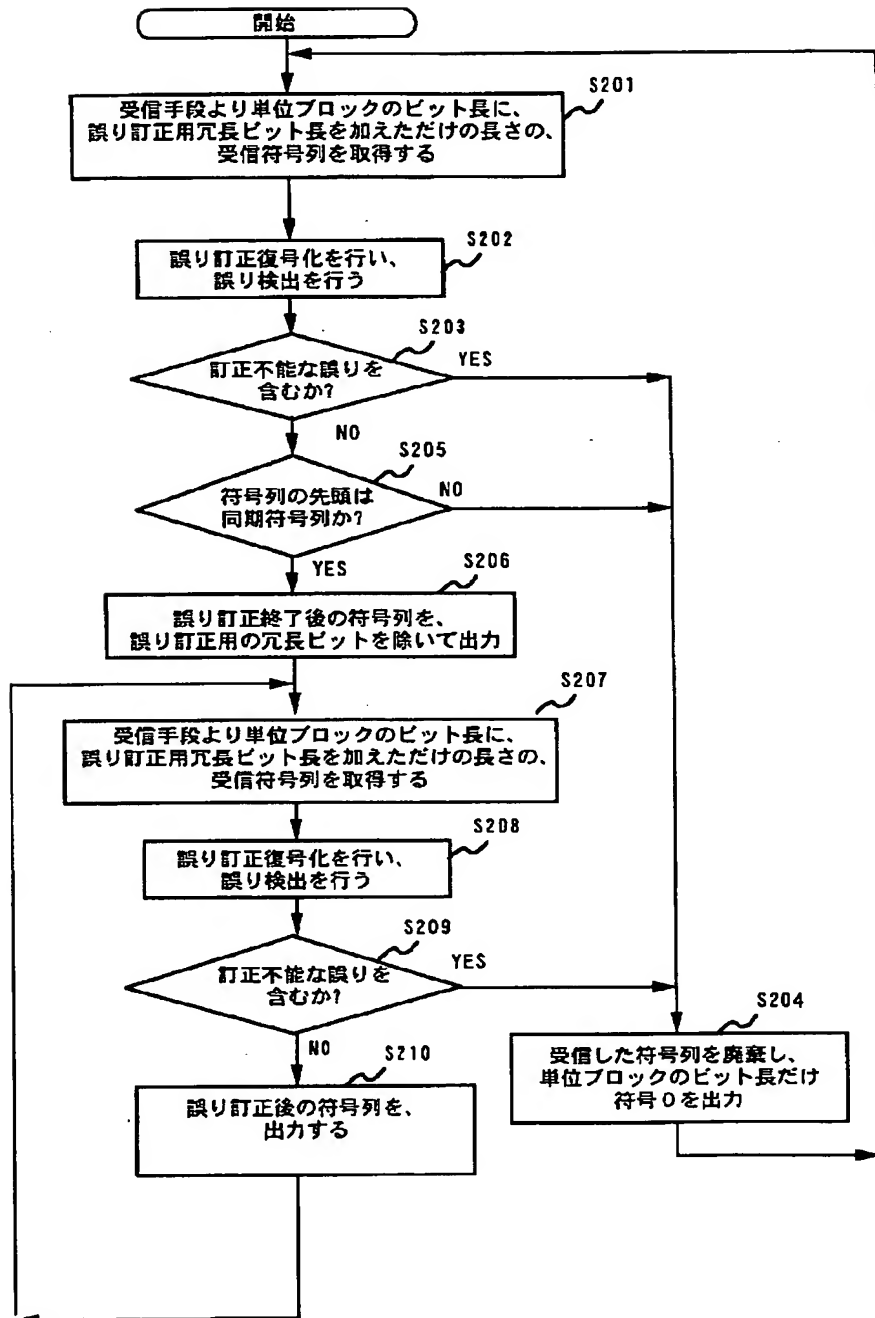 開始
S201
受信手段より単位ブロックのビット長に、
誤り訂正用冗長ビット長を加えただけの長さの、
受信符号列を取得する
S202
誤り訂正復号化を行い、
誤り検出を行う
S203
訂正不能な誤りを
含むか?
YES
NO
S205
符号列の先頭は
同期符号列か?
NO
YES
S206
誤り訂正終了後の符号列を、
誤り訂正用の冗長ビットを除いて出力
S207
受信手段より単位ブロックのビット長に、
誤り訂正用冗長ビット長を加えただけの長さの、
受信符号列を取得する
S208
誤り訂正復号化を行い、
誤り検出を行う
S209
訂正不能な誤りを
含むか?
YES
NO
S204
受信した符号列を廃棄し、
単位ブロックのビット長だけ
符号0を出力
S210
誤り訂正後の符号列を、
出力する